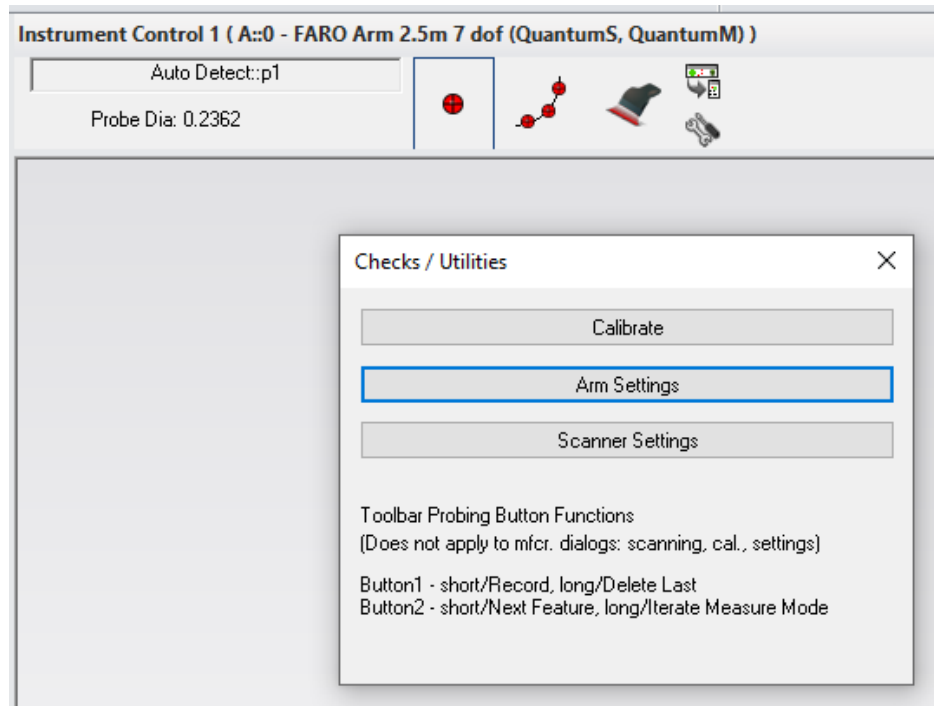 Instrument Control 1 ( A::0 - FARO Arm 2.5m 7 dof (QuantumS, QuantumM) )
Auto Detect::p1
Probe Dia: 0.2362
Checks / Utilities
Calibrate
Arm Settings
Scanner Settings
Toolbar Probing Button Functions
(Does not apply to mfcr. dialogs: scanning, cal., settings)
Button1 - short/Record, long/Delete Last
Button2 - short/Next Feature, long/Iterate Measure Mode